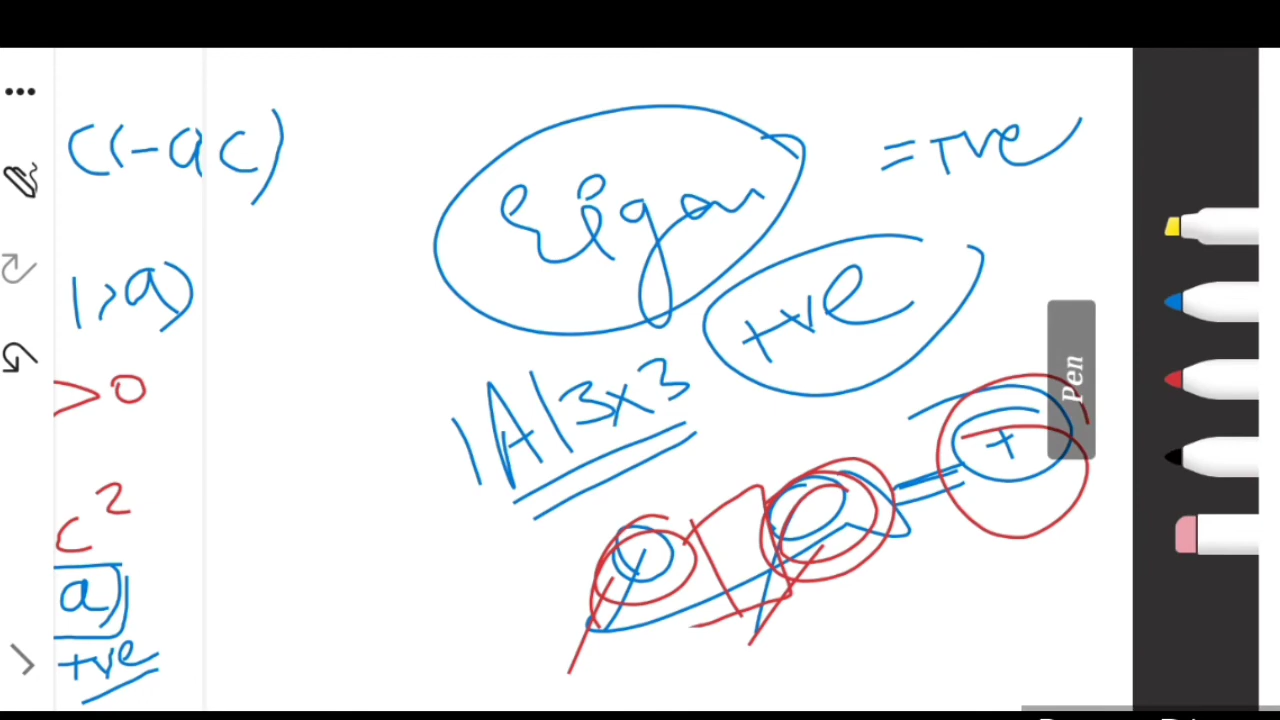 (1-ac)
Eigen
=+ve
1>a)
+ve
>0
|A|3x3
+
Pen
c²
a)
+ve